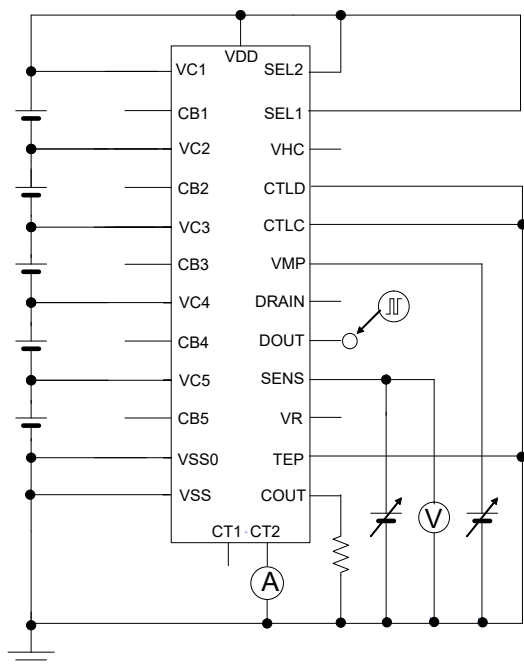 VDD
VC1
SEL2
CB1
SEL1
VC2
VHC
CB2
CTLD
VC3
CTLC
CB3
VMP
VC4
DRAIN
CB4
DOUT
VC5
SENS
CB5
VR
VSS0
TEP
VSS
COUT
CT1 CT2
V
A